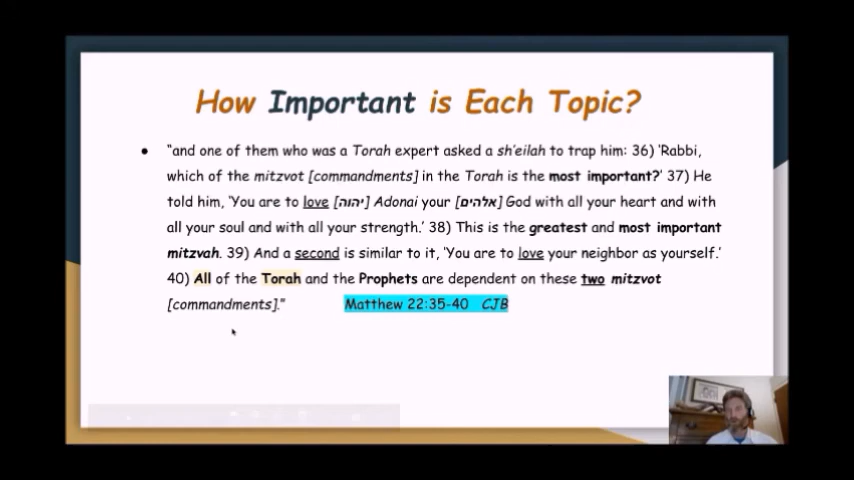 How Important is Each Topic?
• "and one of them who was a Torah expert asked a sh'eilah to trap him: 36) 'Rabbi,
which of the mitzvot [commandments] in the Torah is the most important?' 37) He
told him, 'You are to love [יהוה] Adonai your [אלהים] God with all your heart and with
all your soul and with all your strength.' 38) This is the greatest and most important
mitzvah. 39) And a second is similar to it, 'You are to love your neighbor as yourself.'
40) All of the Torah and the Prophets are dependent on these two mitzvot
[commandments]." Matthew 22:35-40 CJB